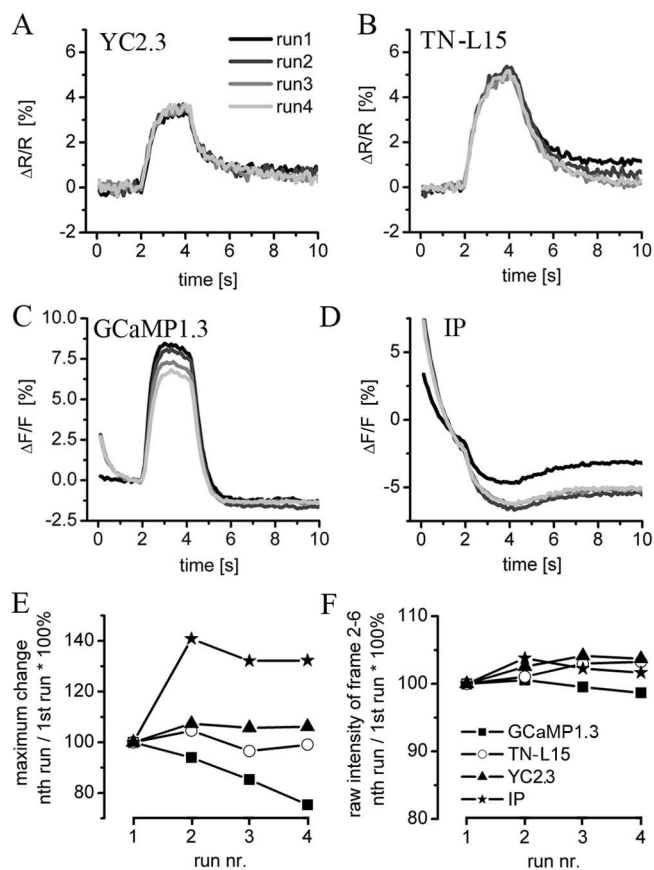 A
YC2.3
run1
run2
run3
run4
ΔR/R [%]
6
4
2
0
-2
0 2 4 6 8 10
time [s]
B
TN-L15
ΔR/R [%]
6
4
2
0
-2
0 2 4 6 8 10
time [s]
C
GCaMP1.3
ΔF/F [%]
10.0
7.5
5.0
2.5
0.0
-2.5
0 2 4 6 8 10
time [s]
D
IP
ΔF/F [%]
5
0
-5
0 2 4 6 8 10
time [s]
E
maximum change
nth run / 1st run * 100%
140
120
100
80
1 2 3 4
run nr.
F
raw intensity of frame 2-6
nth run / 1st run * 100%
110
100
90
80
GCaMP1.3
TN-L15
YC2.3
IP
1 2 3 4
run nr.